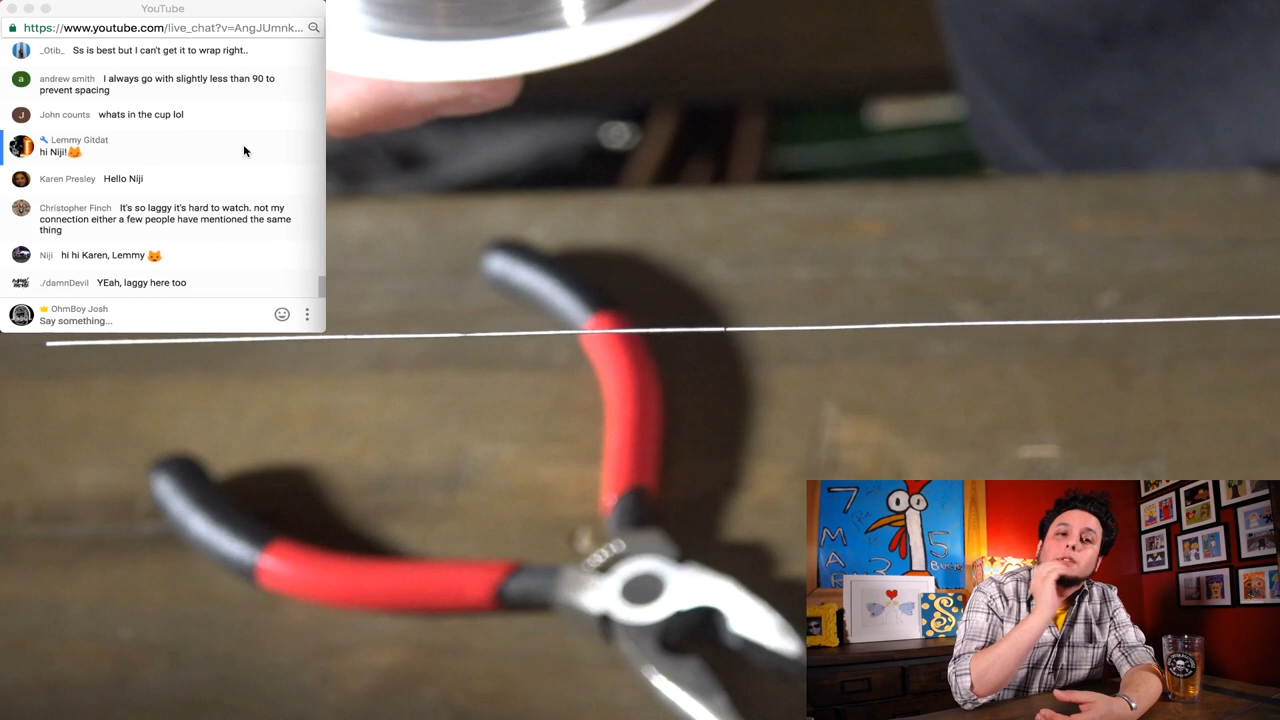 YouTube
https://www.youtube.com/live_chat?v=AngJUmnk...
_Otib_ Ss is best but I can't get it to wrap right..
a
andrew smith I always go with slightly less than 90 to
prevent spacing
J
John counts whats in the cup lol
Lemmy Gitdat
hi Niji!
Karen Presley Hello Niji
Christopher Finch It's so laggy it's hard to watch. not my
connection either a few people have mentioned the same
thing
Niji hi hi Karen, Lemmy
./damnDevil YEah, laggy here too
OhmBoy Josh
Say something...
7
MAR
3
5
S